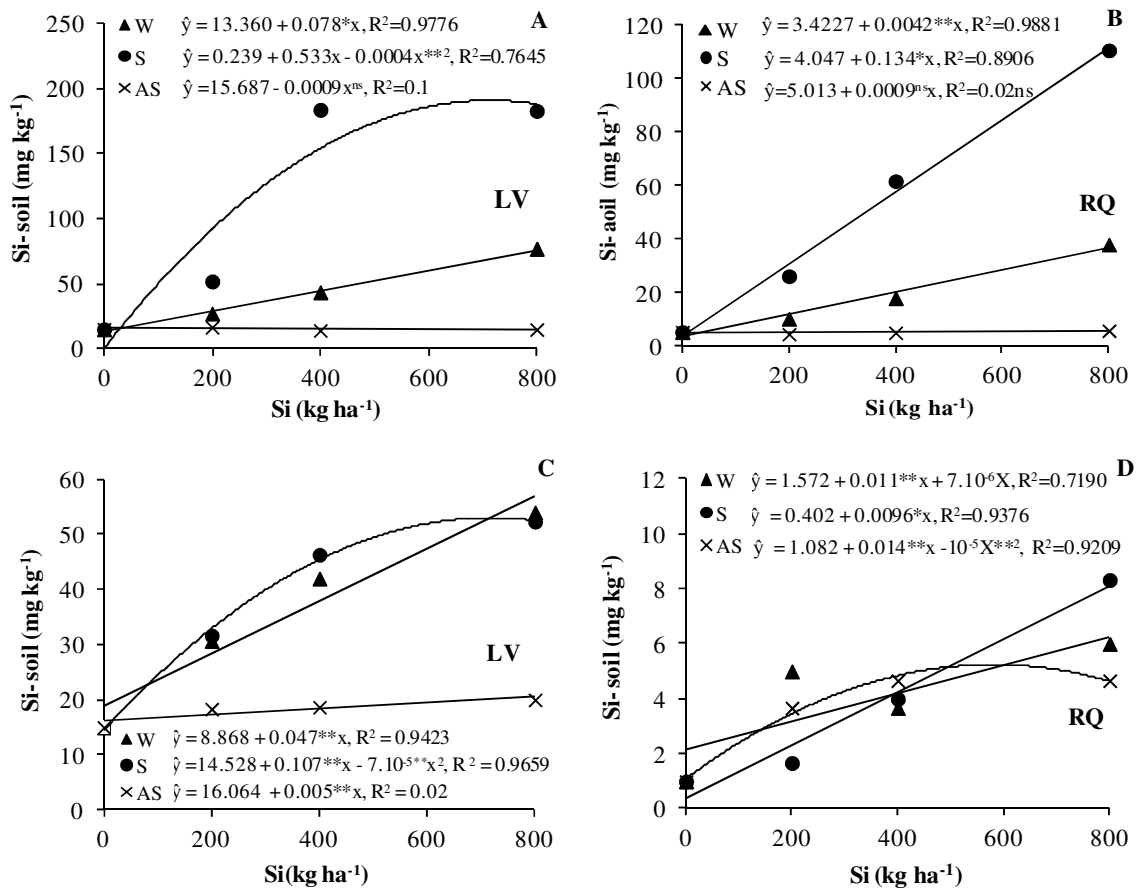 A
▲ W ŷ = 13.360 + 0.078*x, R²=0.9776
● S ŷ = 0.239 + 0.533x - 0.0004x**², R²=0.7645
× AS ŷ =15.687 - 0.0009xⁿˢ, R²=0.1
250
200
150
100
50
0
Si-soil (mg kg⁻¹)
LV
0 200 400 600 800
Si (kg ha⁻¹)
B
▲ W ŷ = 3.4227 + 0.0042**x, R²=0.9881
● S ŷ = 4.047 + 0.134*x, R²=0.8906
× AS ŷ=5.013 + 0.0009ⁿˢx, R²=0.02ns
120
100
80
60
40
20
0
Si- aoil (mg kg⁻¹)
RQ
0 200 400 600 800
Si (kg ha⁻¹)
C
60
50
40
30
20
10
0
Si- soil (mg kg⁻¹)
LV
▲ W ŷ = 8.868 + 0.047**x, R² = 0.9423
● S ŷ =14.528 + 0.107**x - 7.10⁻⁵**x², R² = 0.9659
× AS ŷ = 16.064 + 0.005**x, R² = 0.02
0 200 400 600 800
Si(kg ha⁻¹)
D
▲ W ŷ = 1.572 + 0.011**x + 7.10⁻⁶X, R²=0.7190
● S ŷ = 0.402 + 0.0096*x, R²=0.9376
× AS ŷ = 1.082 + 0.014**x -10⁻⁵X**², R²=0.9209
12
10
8
6
4
2
0
Si- soil (mg kg⁻¹)
RQ
0 200 400 600 800
Si (kg ha⁻¹)